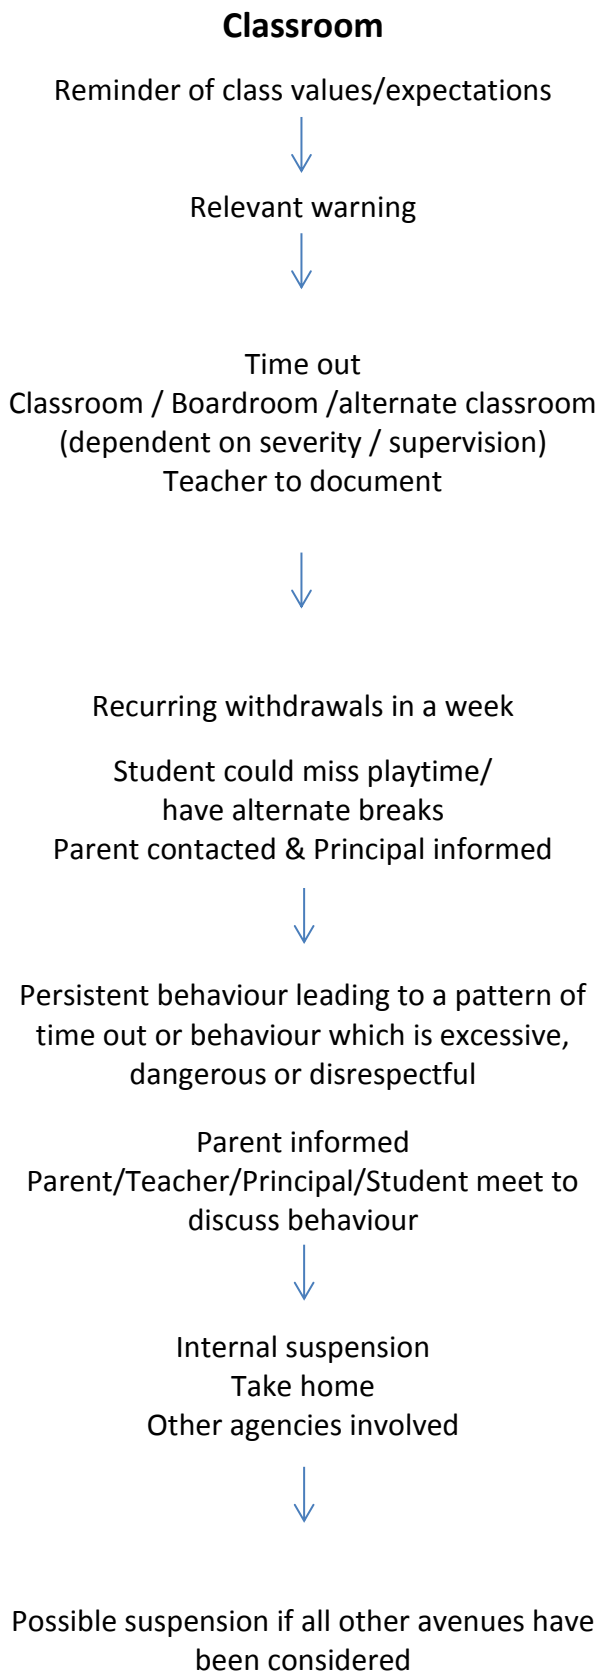 Classroom
Reminder of class values/expectations
Relevant warning
Time out
Classroom / Boardroom /alternate classroom
(dependent on severity / supervision)
Teacher to document
Recurring withdrawals in a week
Student could miss playtime/
have alternate breaks
Parent contacted & Principal informed
Persistent behaviour leading to a pattern of
time out or behaviour which is excessive,
dangerous or disrespectful
Parent informed
Parent/Teacher/Principal/Student meet to
discuss behaviour
Internal suspension
Take home
Other agencies involved
Possible suspension if all other avenues have
been considered